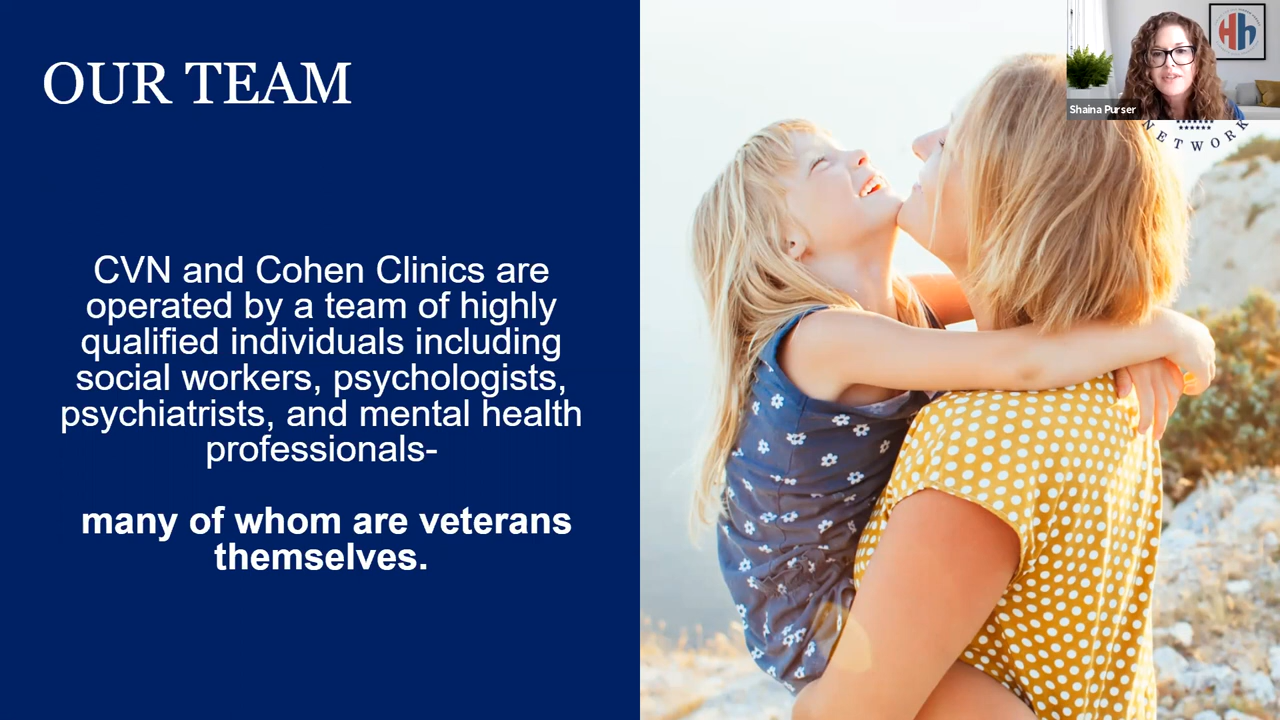 OUR TEAM
CVN and Cohen Clinics are
operated by a team of highly
qualified individuals including
social workers, psychologists,
psychiatrists, and mental health
professionals-
many of whom are veterans
themselves.
Hh
Shaina Purser
NETWORK